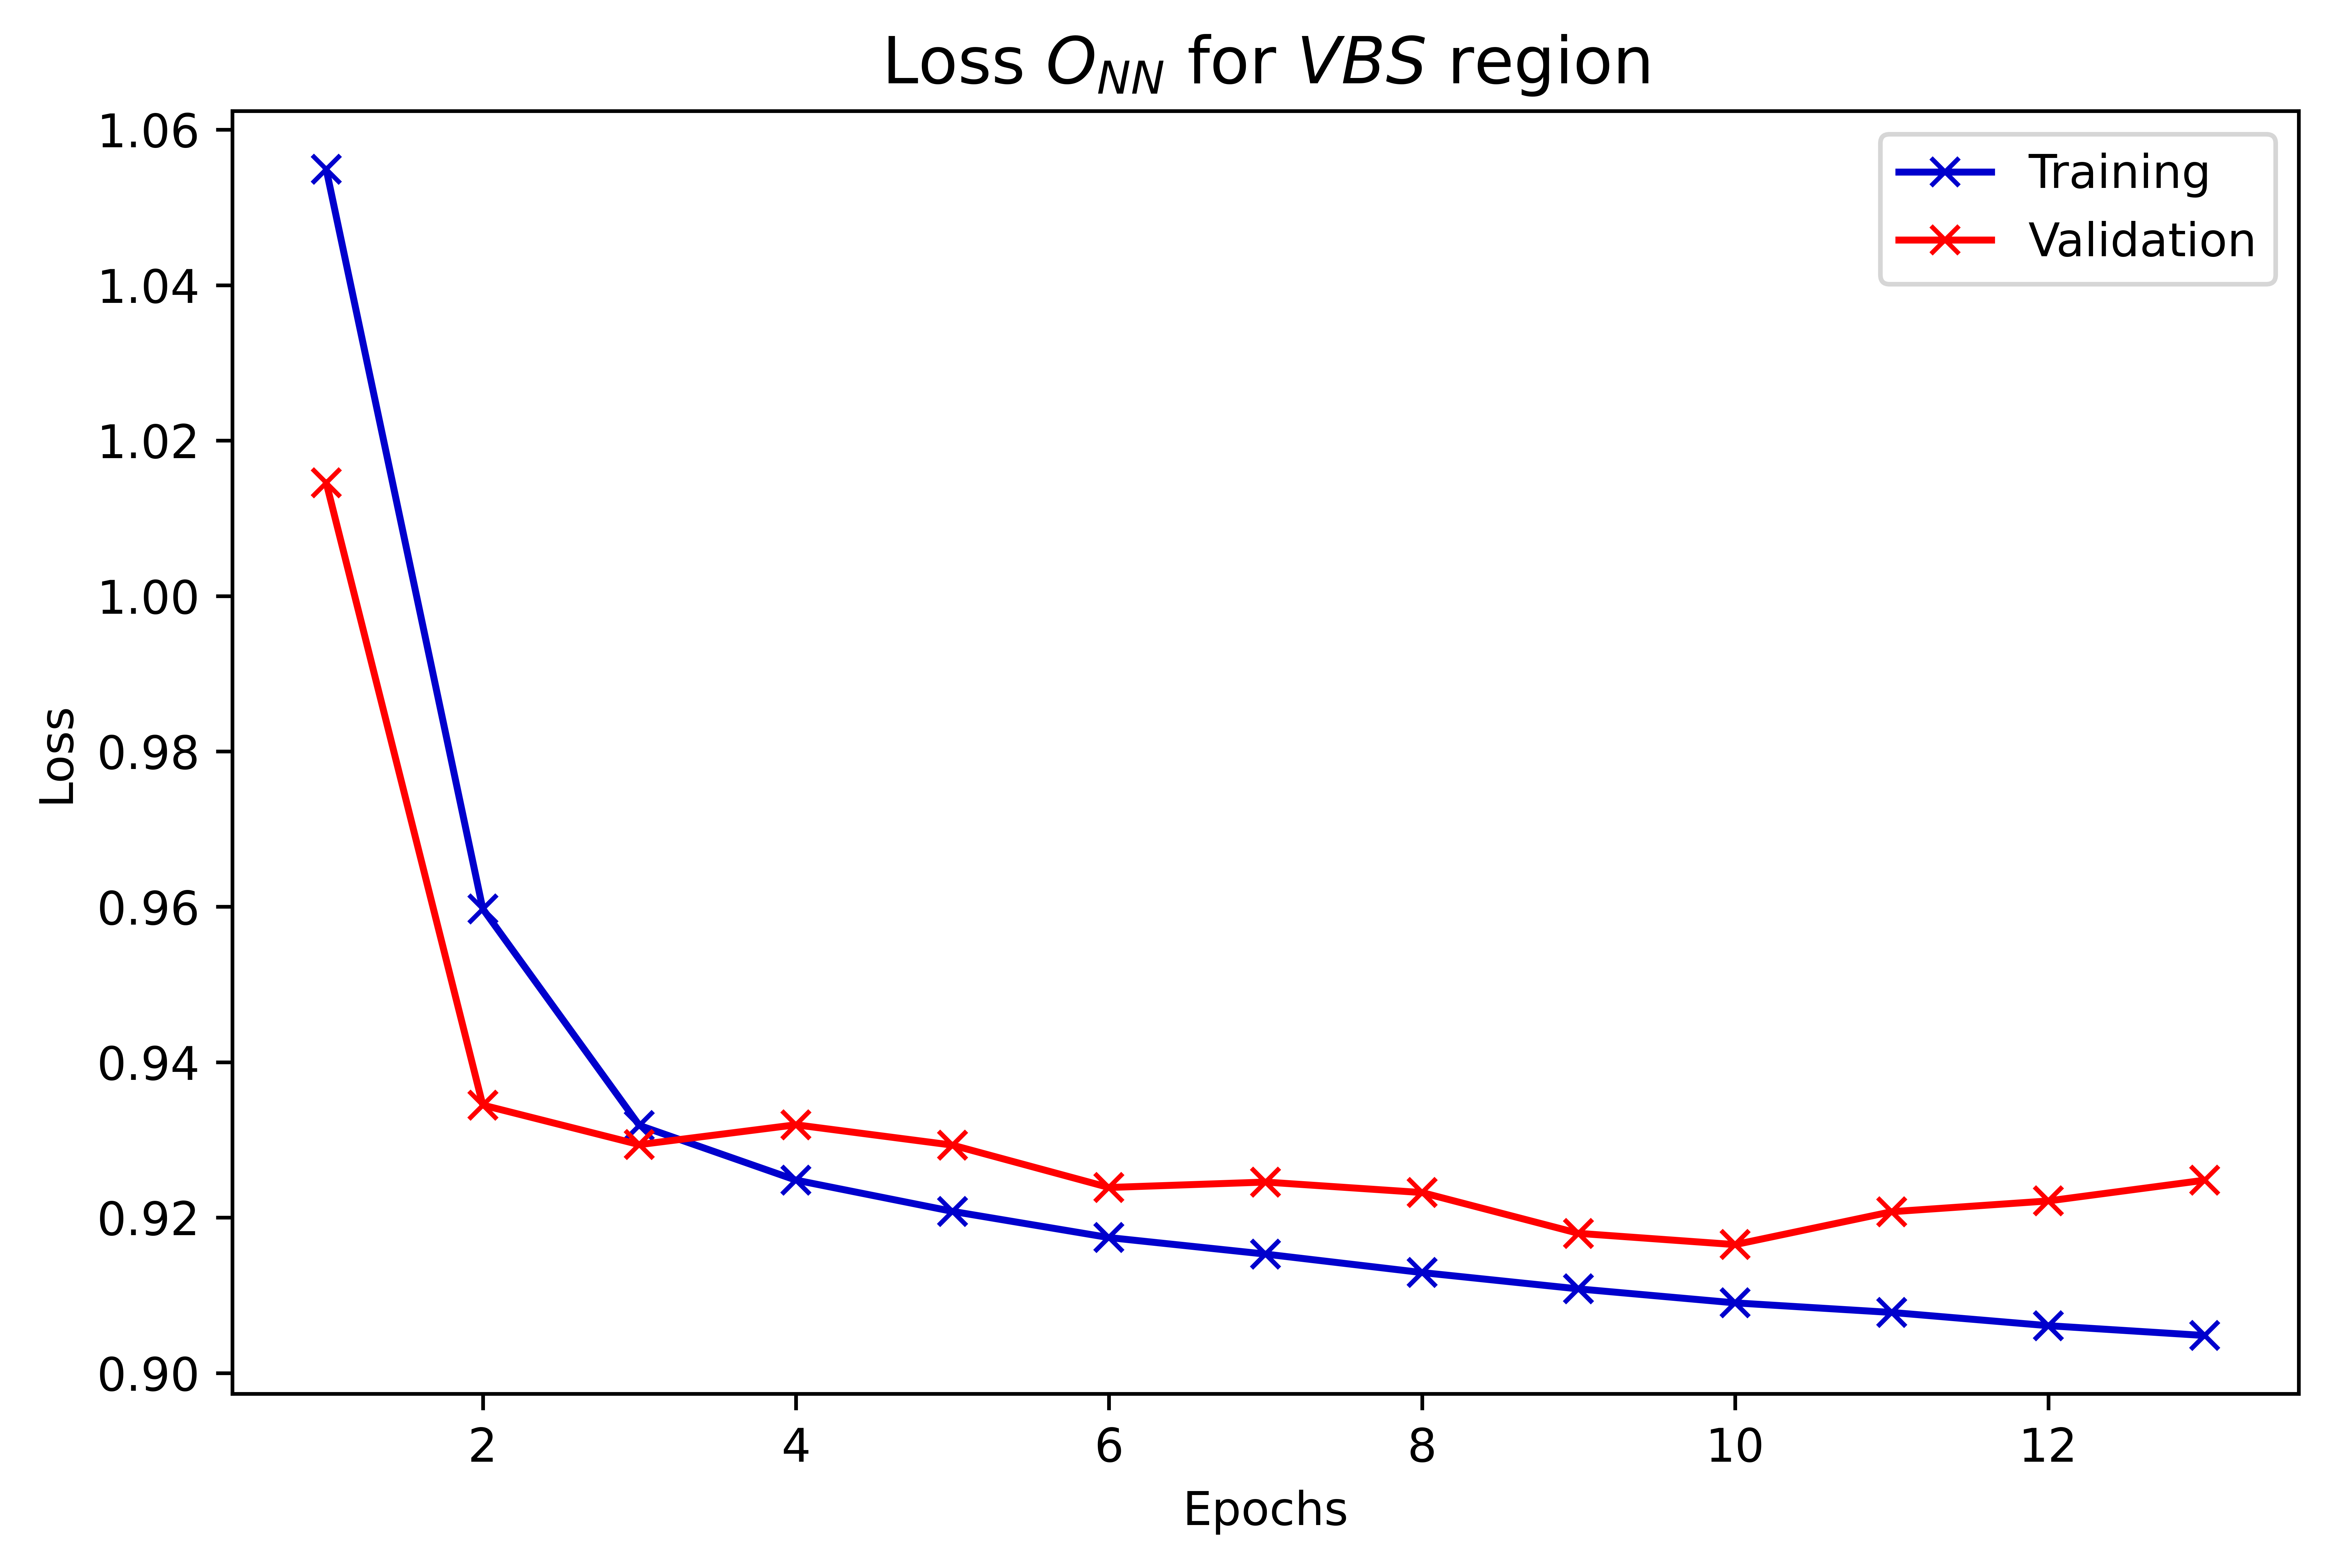 Loss O_NN for VBS region
Training
Validation
1.06
1.04
1.02
1.00
0.98
0.96
0.94
0.92
0.90
Loss
2 4 6 8 10 12
Epochs